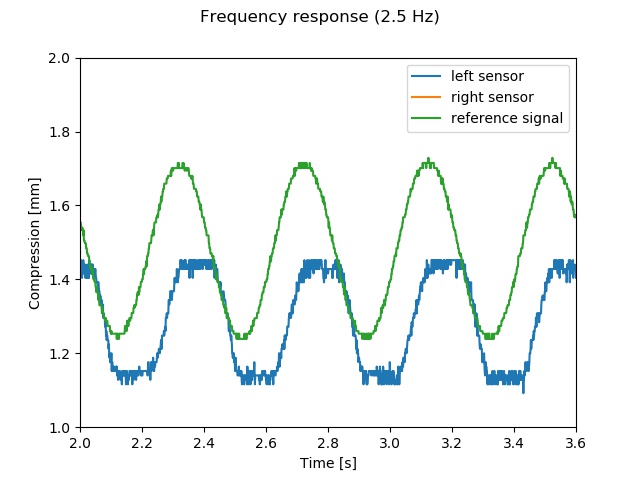 Frequency response (2.5 Hz)
2.0
1.8
1.6
1.4
1.2
1.0
Compression [mm]
left sensor
right sensor
reference signal
2.0 2.2 2.4 2.6 2.8 3.0 3.2 3.4 3.6
Time [s]